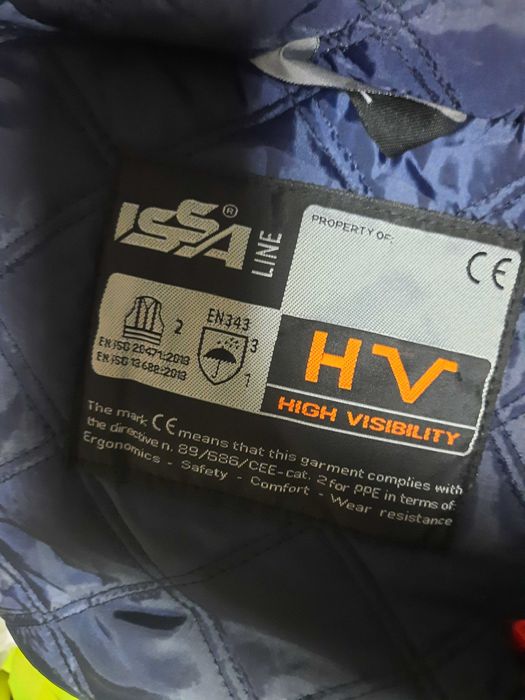 ISSA®
LINE
PROPERTY OF:
CE
2
EN ISO 20471:2013
EN ISO 13688:2013
EN343
3
1
HV
HIGH VISIBILITY
The mark CE means that this garment complies with
the directive n. 89/686/CEE-cat. 2 for PPE in terms of:
Ergonomics - Safety - Comfort - Wear resistance